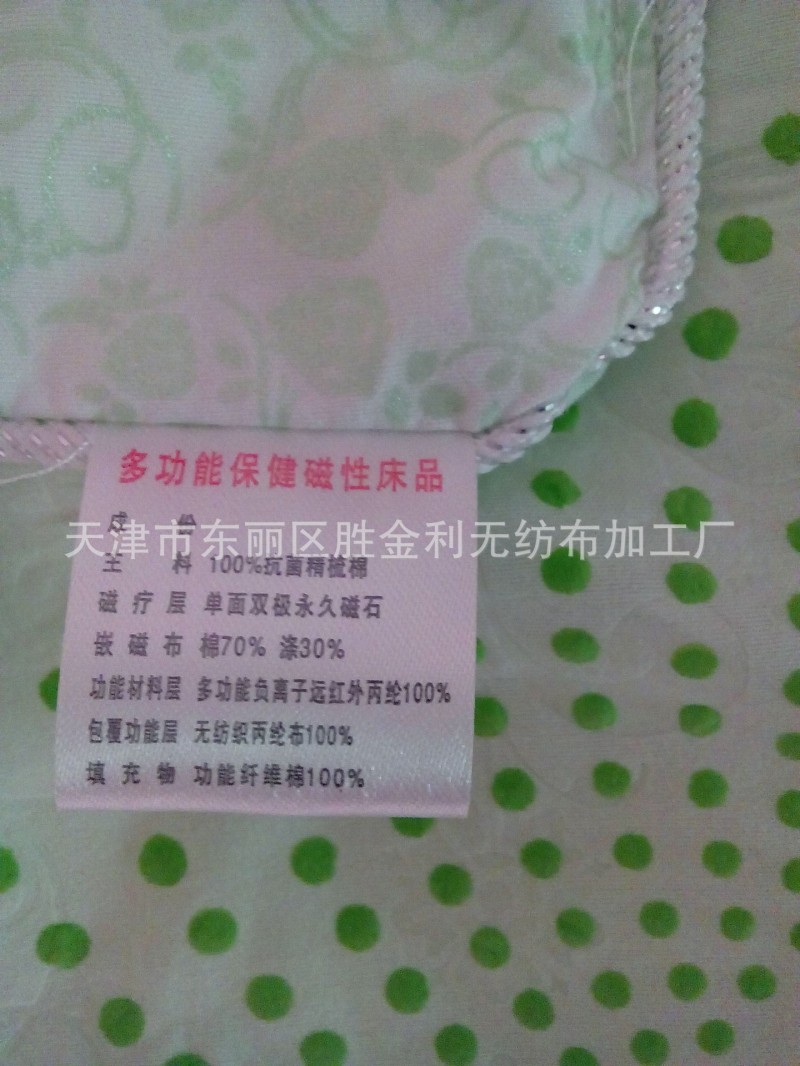 多功能保健磁性床品
成 份
天津市东丽区胜金利无纺布加工厂
主 料 100%抗菌精梳棉
磁疗层 单面双极永久磁石
嵌磁布 棉70% 涤30%
功能材料层 多功能负离子远红外丙纶100%
包覆功能层 无纺织丙纶布100%
填充物 功能纤维棉100%